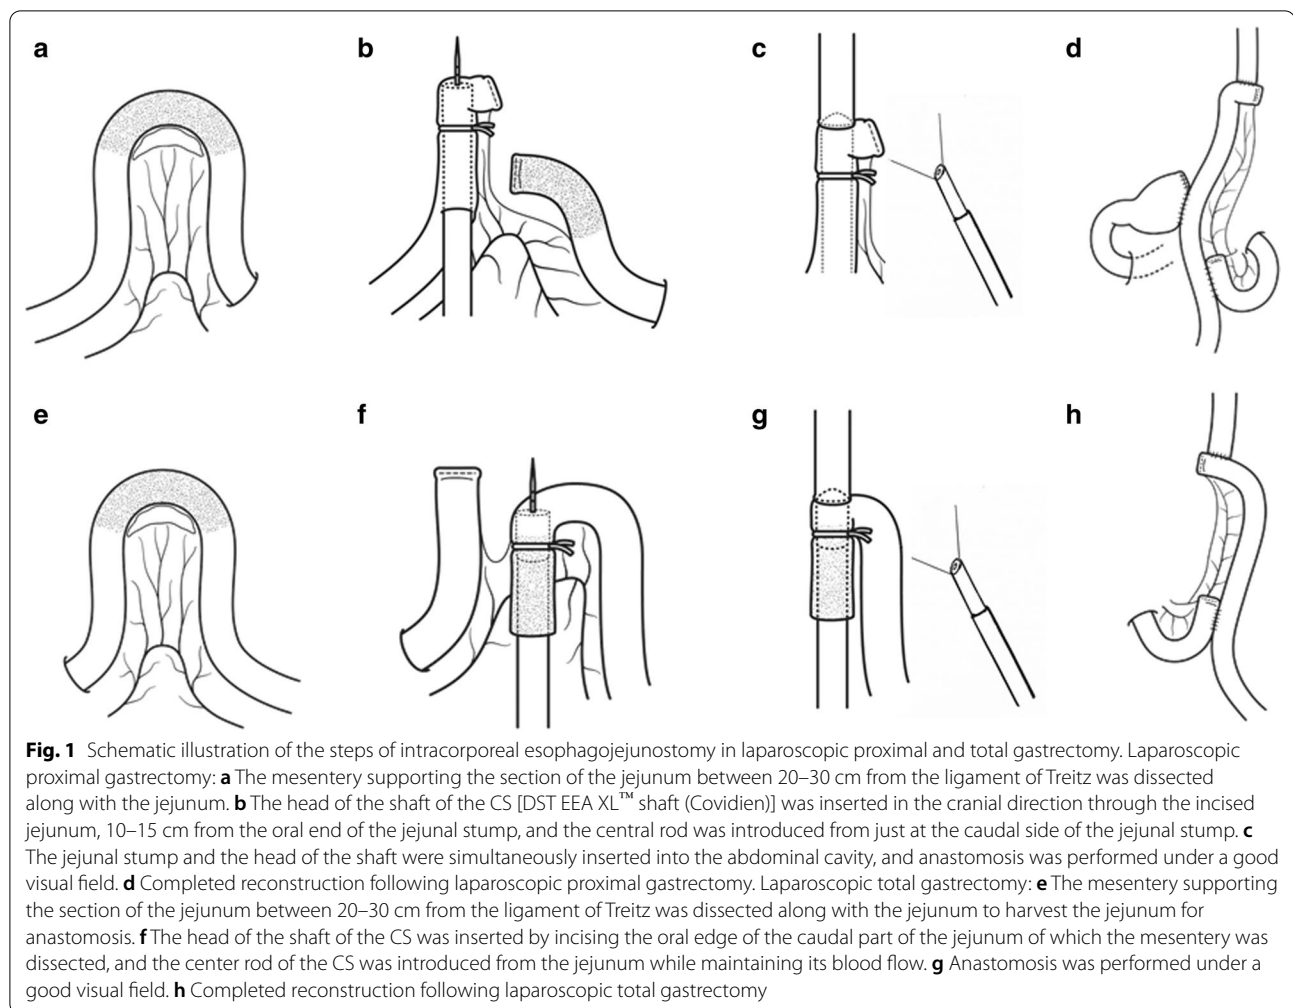 a
b
c
d
e
f
g
h
Fig. 1 Schematic illustration of the steps of intracorporeal esophagojejunostomy in laparoscopic proximal and total gastrectomy. Laparoscopic
proximal gastrectomy: a The mesentery supporting the section of the jejunum between 20–30 cm from the ligament of Treitz was dissected
along with the jejunum. b The head of the shaft of the CS [DST EEA XL™ shaft (Covidien)] was inserted in the cranial direction through the incised
jejunum, 10–15 cm from the oral end of the jejunal stump, and the central rod was introduced from just at the caudal side of the jejunal stump. c
The jejunal stump and the head of the shaft were simultaneously inserted into the abdominal cavity, and anastomosis was performed under a good
visual field. d Completed reconstruction following laparoscopic proximal gastrectomy. Laparoscopic total gastrectomy: e The mesentery supporting
the section of the jejunum between 20–30 cm from the ligament of Treitz was dissected along with the jejunum to harvest the jejunum for
anastomosis. f The head of the shaft of the CS was inserted by incising the oral edge of the caudal part of the jejunum of which the mesentery was
dissected, and the center rod of the CS was introduced from the jejunum while maintaining its blood flow. g Anastomosis was performed under a
good visual field. h Completed reconstruction following laparoscopic total gastrectomy